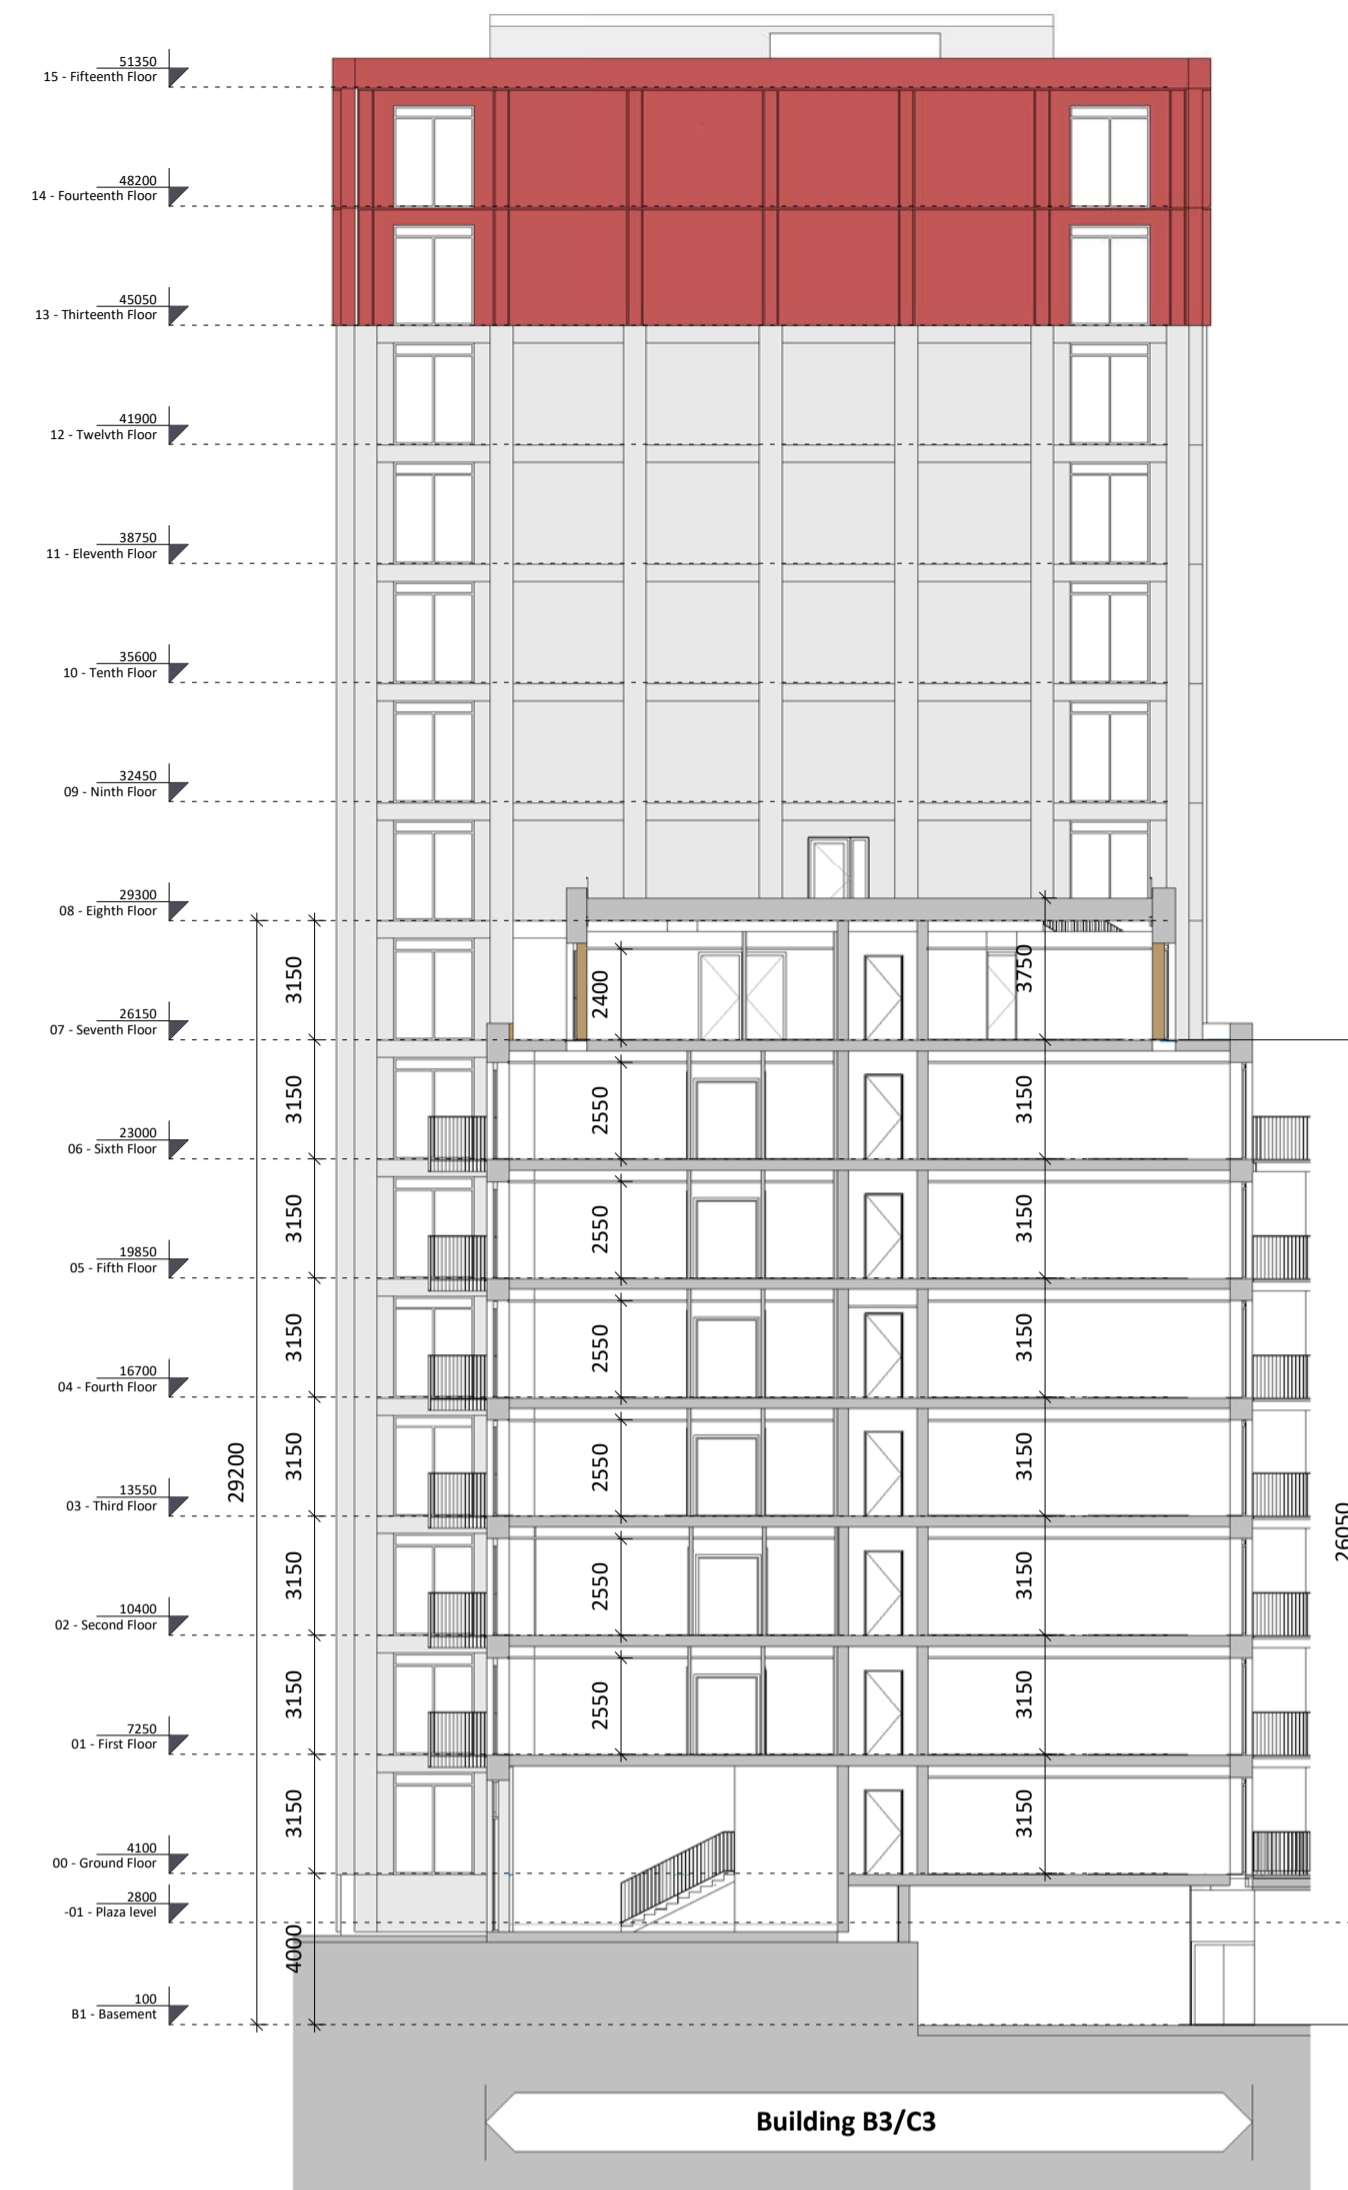 51350
15 - Fifteenth Floor
48200
14 - Fourteenth Floor
45050
13 - Thirteenth Floor
41900
12 - Twelvth Floor
38750
11 - Eleventh Floor
35600
10 - Tenth Floor
32450
09 - Ninth Floor
29300
08 - Eighth Floor
3150
2400
3750
26150
07 - Seventh Floor
3150
2550
3150
23000
06 - Sixth Floor
3150
2550
3150
19850
05 - Fifth Floor
3150
2550
3150
16700
04 - Fourth Floor
29200
3150
2550
3150
13550
03 - Third Floor
26050
3150
2550
3150
10400
02 - Second Floor
3150
2550
3150
7250
01 - First Floor
3150
3150
4100
00 - Ground Floor
2800
-01 - Plaza level
4000
100
B1 - Basement
Building B3/C3